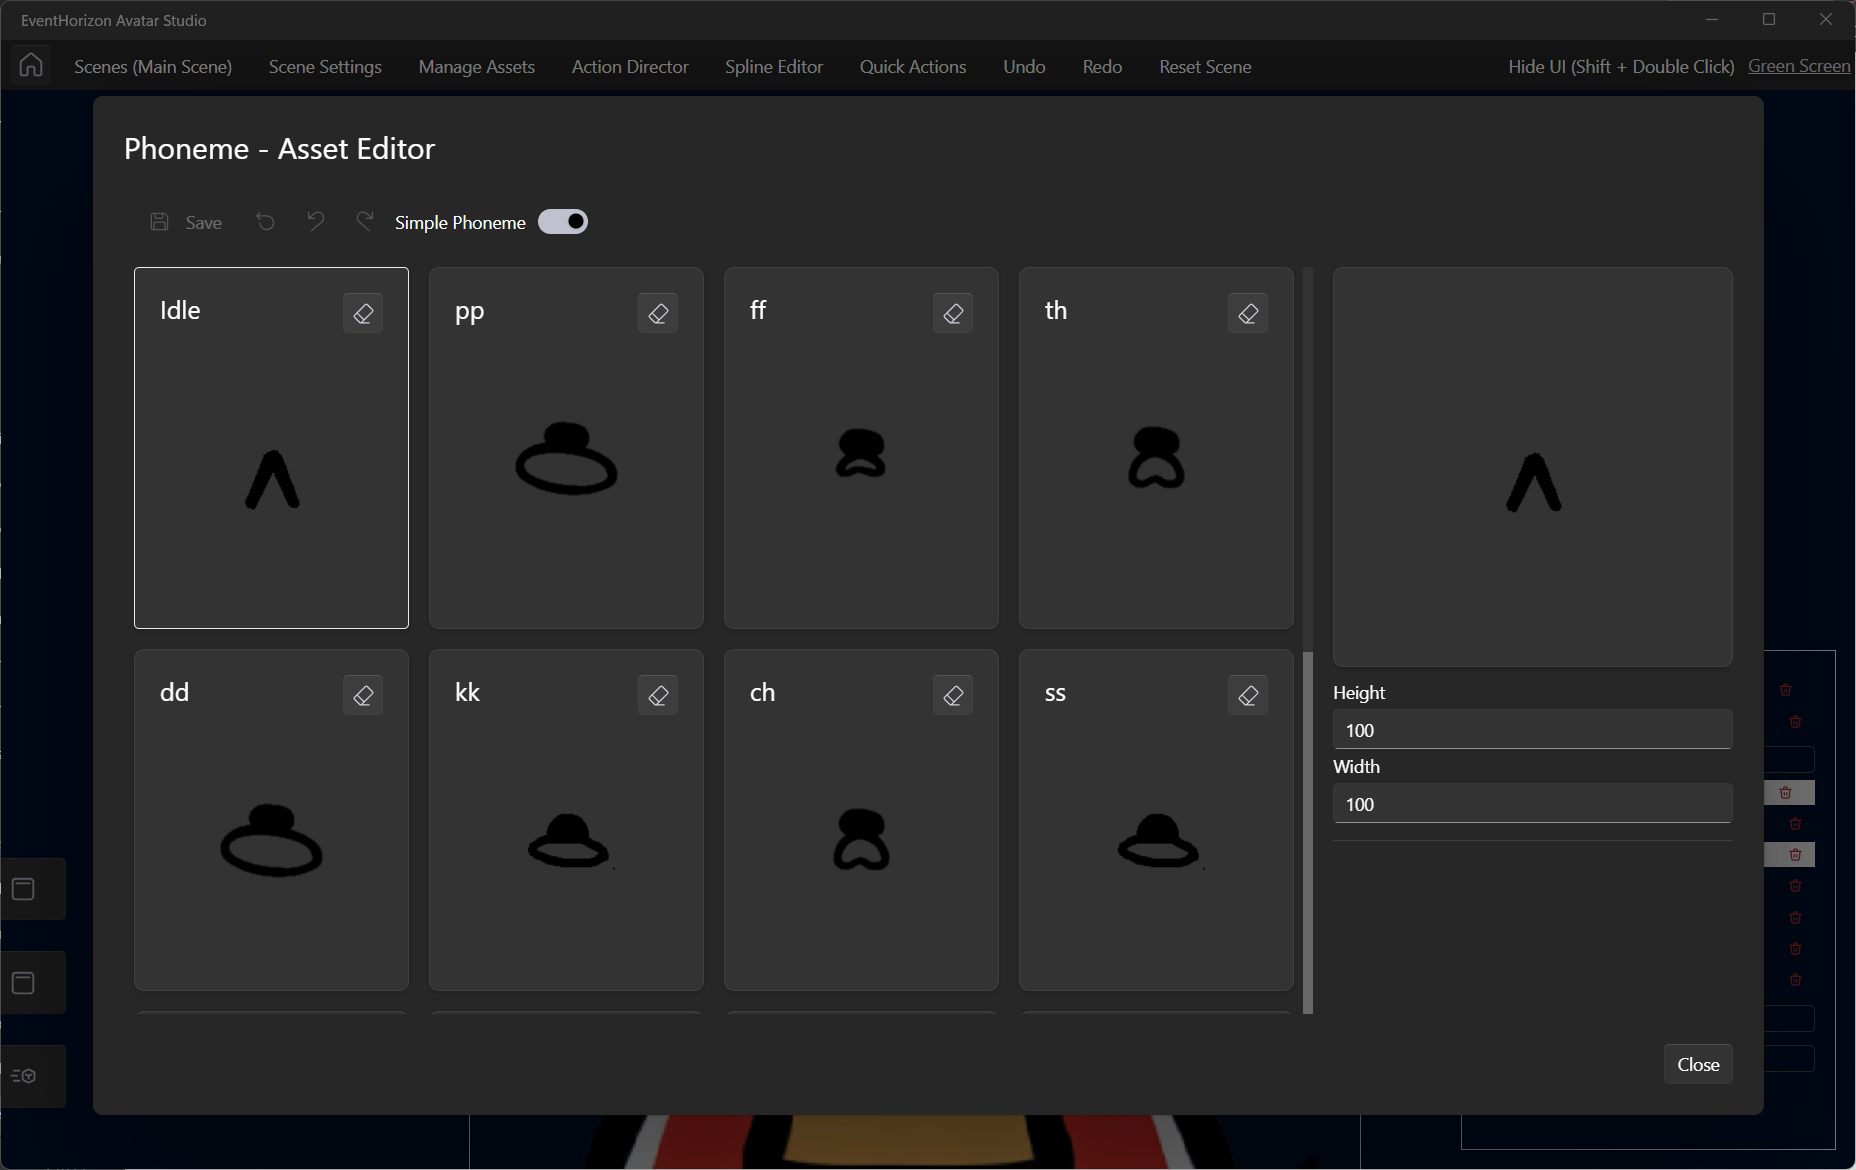 EventHorizon Avatar Studio
Scenes (Main Scene) Scene Settings Manage Assets Action Director Spline Editor Quick Actions Undo Redo Reset Scene Hide UI (Shift + Double Click) Green Screen
Phoneme - Asset Editor
Save Simple Phoneme
Idle pp ff th
dd kk ch ss
Height
100
Width
100
Close